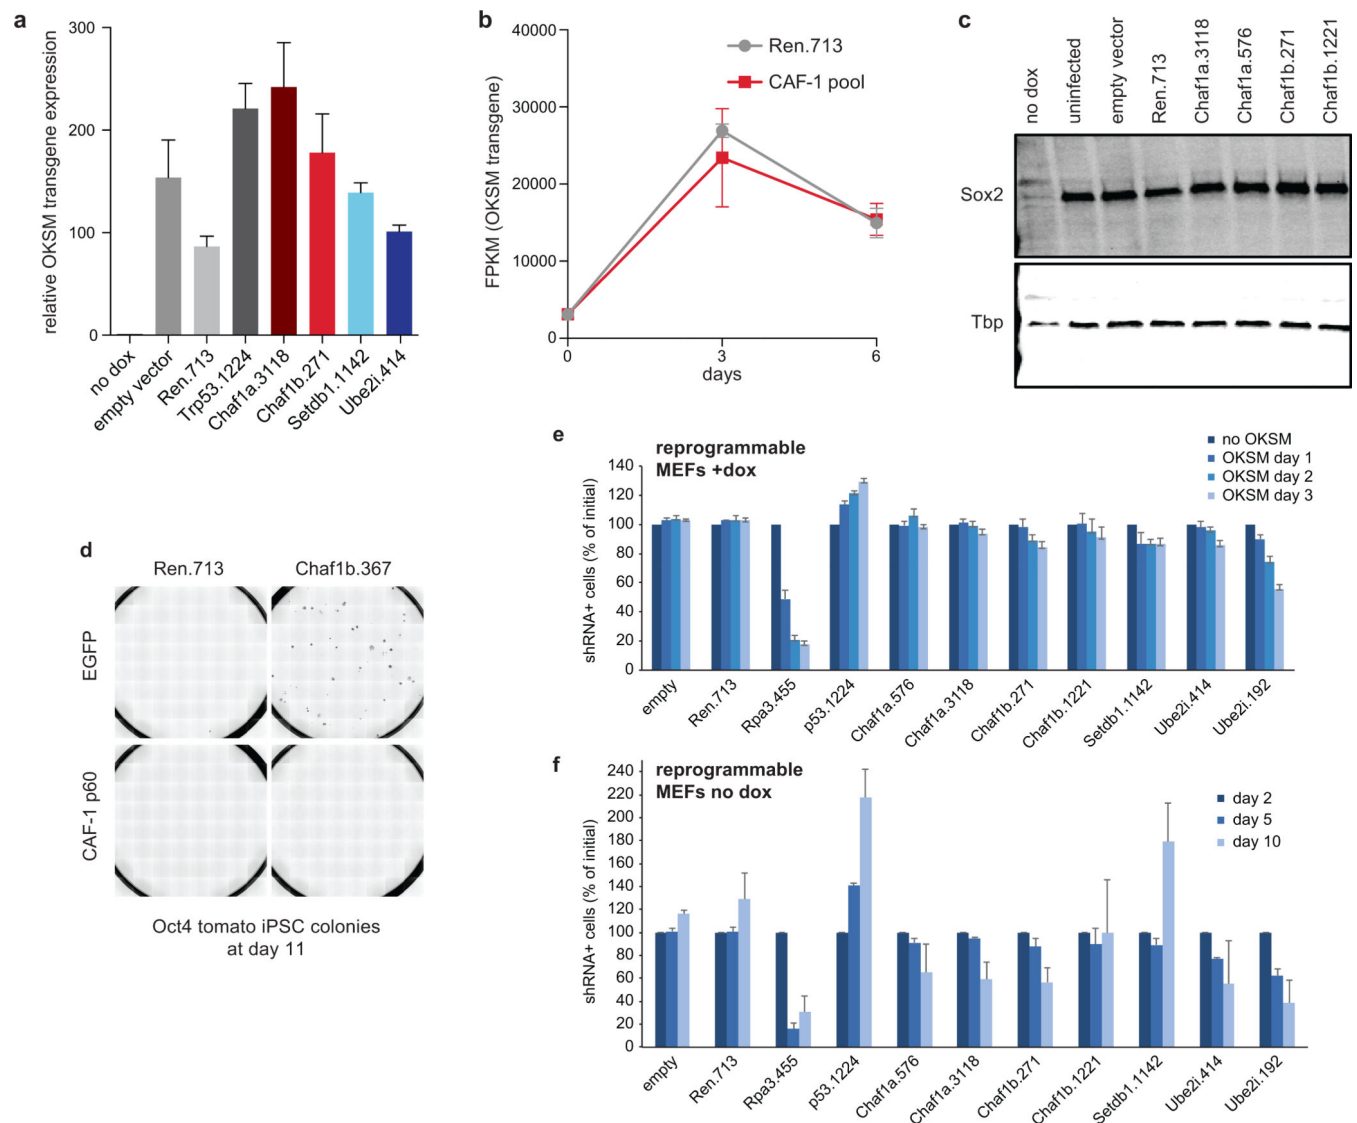 a
relative OKSM transgene expression
300
200
100
0
no dox
empty vector
Ren.713
Trp53.1224
Chaf1a.3118
Chaf1b.271
Setdb1.1142
Ube2i.414
b
FPKM (OKSM transgene)
40000
30000
20000
10000
0
Ren.713
CAF-1 pool
0
3
6
days
c
no dox
uninfected
empty vector
Ren.713
Chaf1a.3118
Chaf1a.576
Chaf1b.271
Chaf1b.1221
Sox2
Tbp
d
Ren.713
Chaf1b.367
EGFP
CAF-1 p60
Oct4 tomato iPSC colonies
at day 11
e
reprogrammable
MEFs +dox
no OKSM
OKSM day 1
OKSM day 2
OKSM day 3
shRNA+ cells (% of initial)
140
120
100
80
60
40
20
0
empty
Ren.713
Rpa3.455
p53.1224
Chaf1a.576
Chaf1a.3118
Chaf1b.271
Chaf1b.1221
Setdb1.1142
Ube2i.414
Ube2i.192
f
reprogrammable
MEFs no dox
day 2
day 5
day 10
shRNA+ cells (% of initial)
240
220
200
180
160
140
120
100
80
60
40
20
0
empty
Ren.713
Rpa3.455
p53.1224
Chaf1a.576
Chaf1a.3118
Chaf1b.271
Chaf1b.1221
Setdb1.1142
Ube2i.414
Ube2i.192